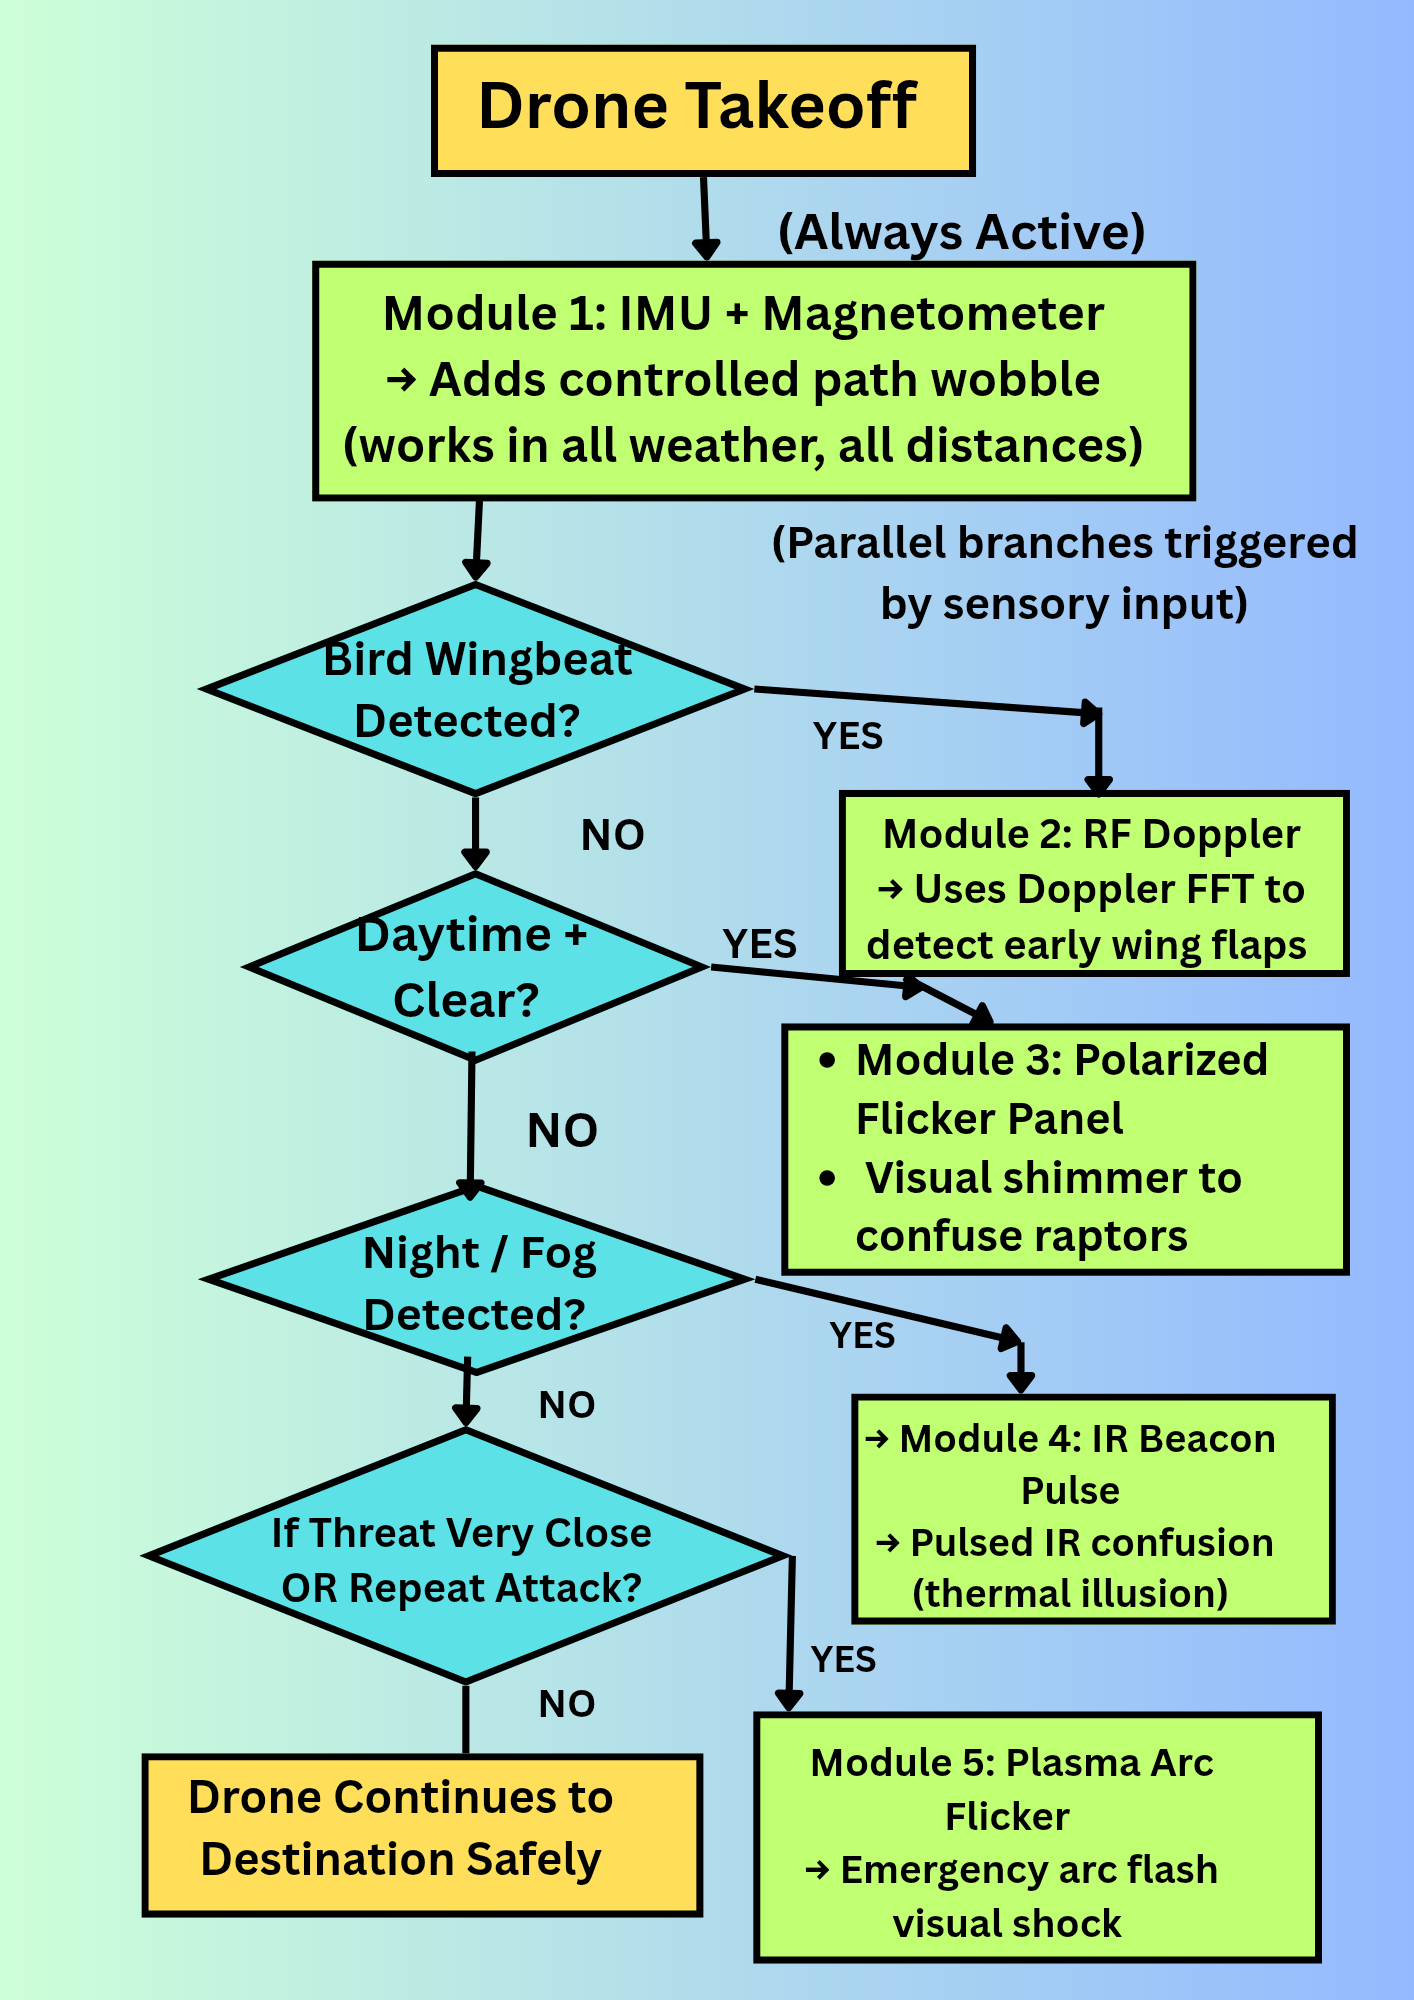 Drone Takeoff
(Always Active)
Module 1: IMU + Magnetometer
→ Adds controlled path wobble
(works in all weather, all distances)
(Parallel branches triggered
by sensory input)
Bird Wingbeat
Detected?
YES
NO
Module 2: RF Doppler
→ Uses Doppler FFT to
detect early wing flaps
Daytime +
Clear?
YES
NO
• Module 3: Polarized
Flicker Panel
• Visual shimmer to
confuse raptors
Night / Fog
Detected?
YES
NO
→ Module 4: IR Beacon
Pulse
→ Pulsed IR confusion
(thermal illusion)
If Threat Very Close
OR Repeat Attack?
YES
NO
Module 5: Plasma Arc
Flicker
→ Emergency arc flash
visual shock
Drone Continues to
Destination Safely